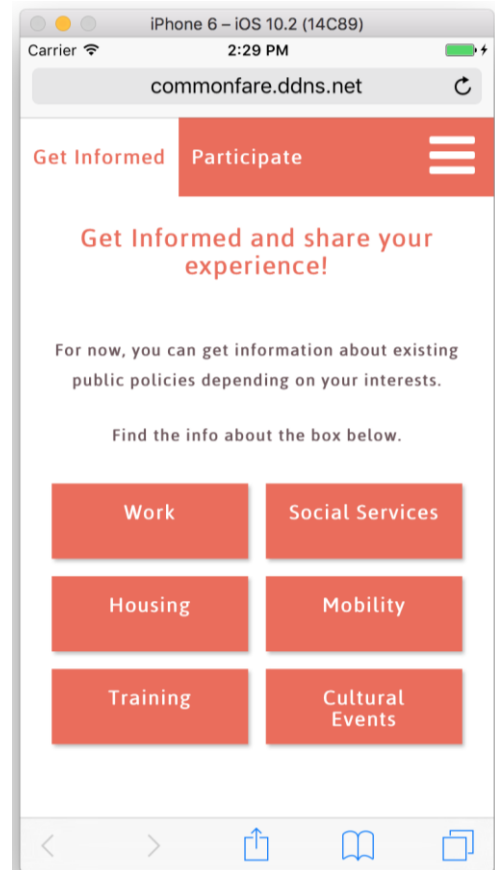 iPhone 6 – iOS 10.2 (14C89)
Carrier 2:29 PM
commonfare.ddns.net
Get Informed Participate
Get Informed and share your
experience!
For now, you can get information about existing
public policies depending on your interests.
Find the info about the box below.
Work Social Services
Housing Mobility
Training Cultural
Events